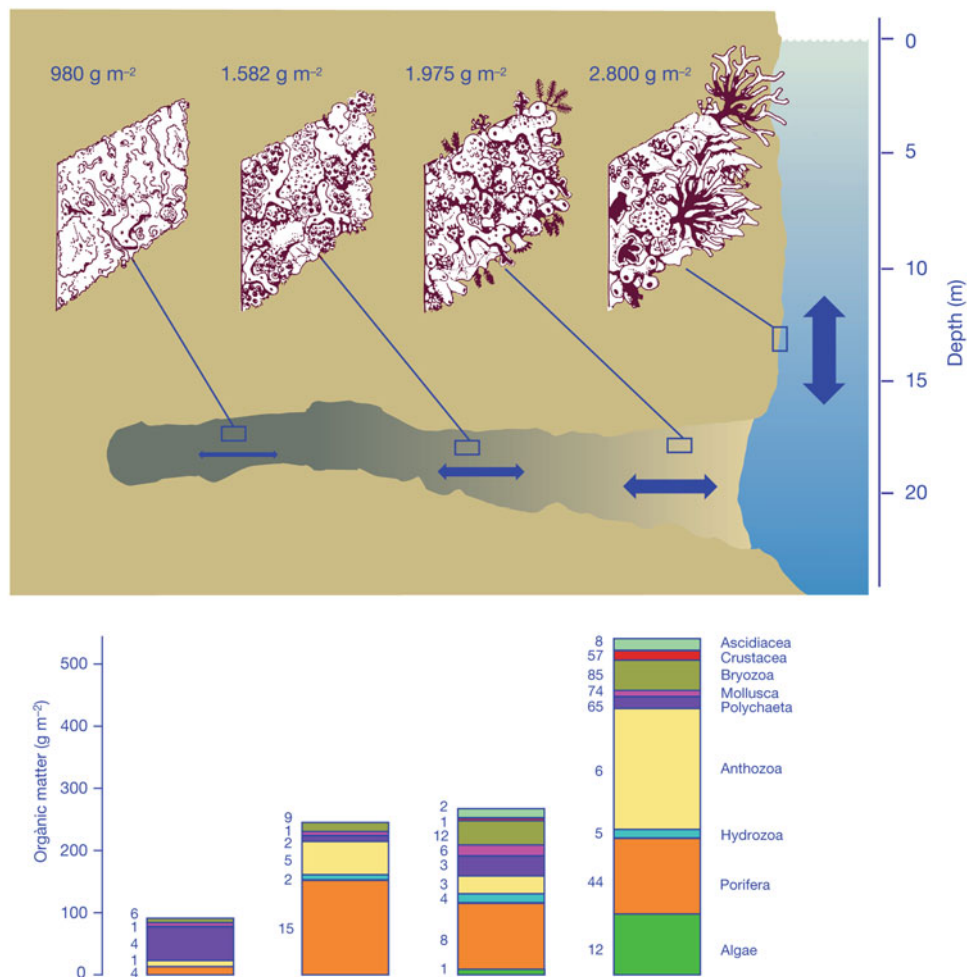 980 g m⁻²
1.582 g m⁻²
1.975 g m⁻²
2.800 g m⁻²
0
5
10
15
20
Depth (m)
Orgànic matter (g m⁻²)
500
400
300
200
100
0
6
1
4
1
4
9
1
2
5
2
15
2
1
12
6
3
3
4
8
1
8 Ascidiacea
57 Crustacea
85 Bryozoa
74 Mollusca
65 Polychaeta
6 Anthozoa
5 Hydrozoa
44 Porifera
12 Algae